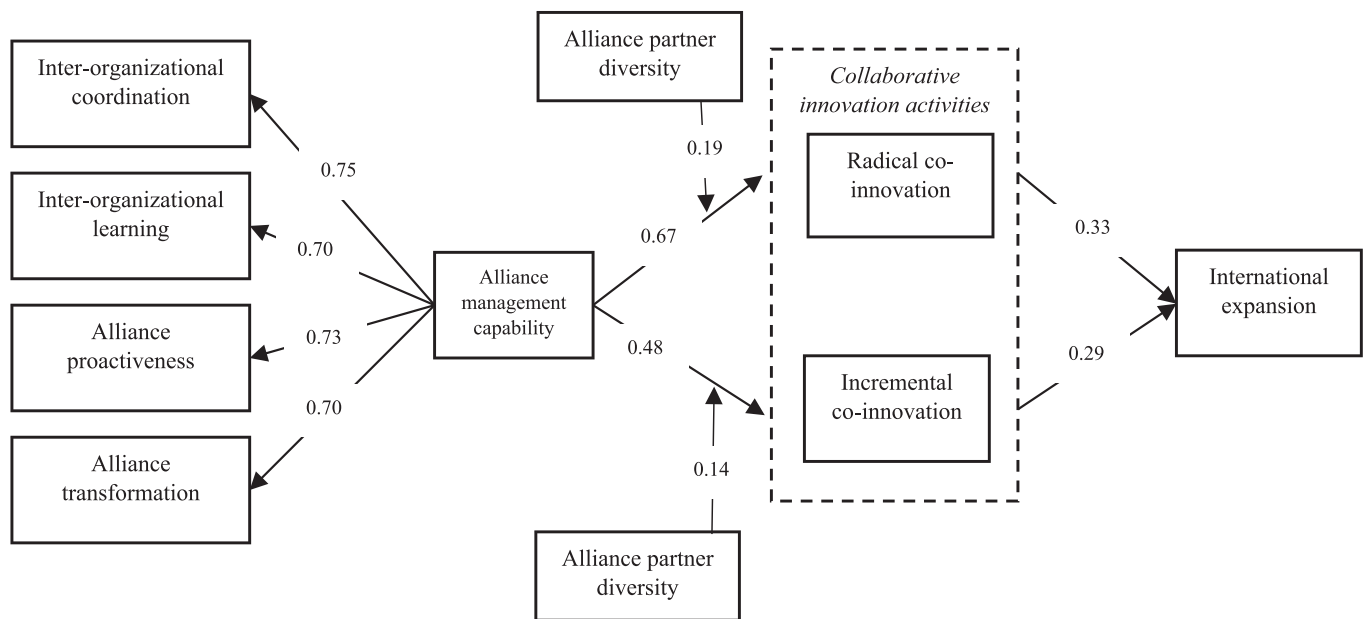 Inter-organizational
coordination
Inter-organizational
learning
Alliance
proactiveness
Alliance
transformation
0.75
0.70
0.73
0.70
Alliance
management
capability
Alliance partner
diversity
0.19
0.67
0.48
0.14
Alliance partner
diversity
Collaborative
innovation activities
Radical co-
innovation
Incremental
co-innovation
0.33
0.29
International
expansion